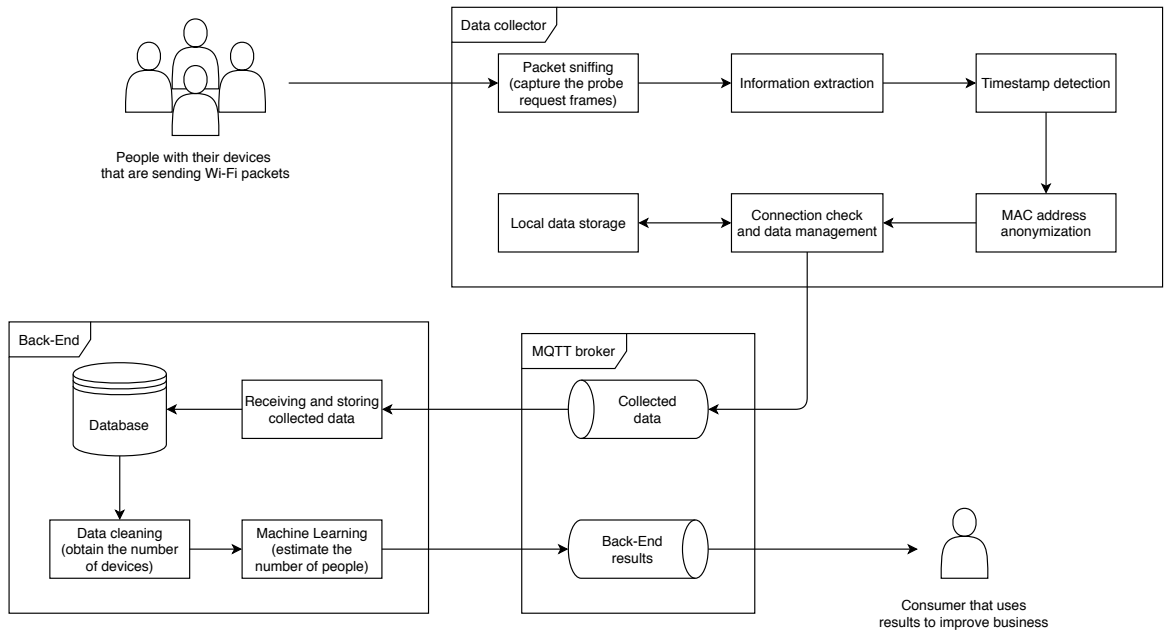 Data collector
Packet sniffing
(capture the probe
request frames)
Information extraction
Timestamp detection
People with their devices
that are sending Wi-Fi packets
Local data storage
Connection check
and data management
MAC address
anonymization
Back-End
MQTT broker
Database
Receiving and storing
collected data
Collected
data
Data cleaning
(obtain the number
of devices)
Machine Learning
(estimate the
number of people)
Back-End
results
Consumer that uses
results to improve business